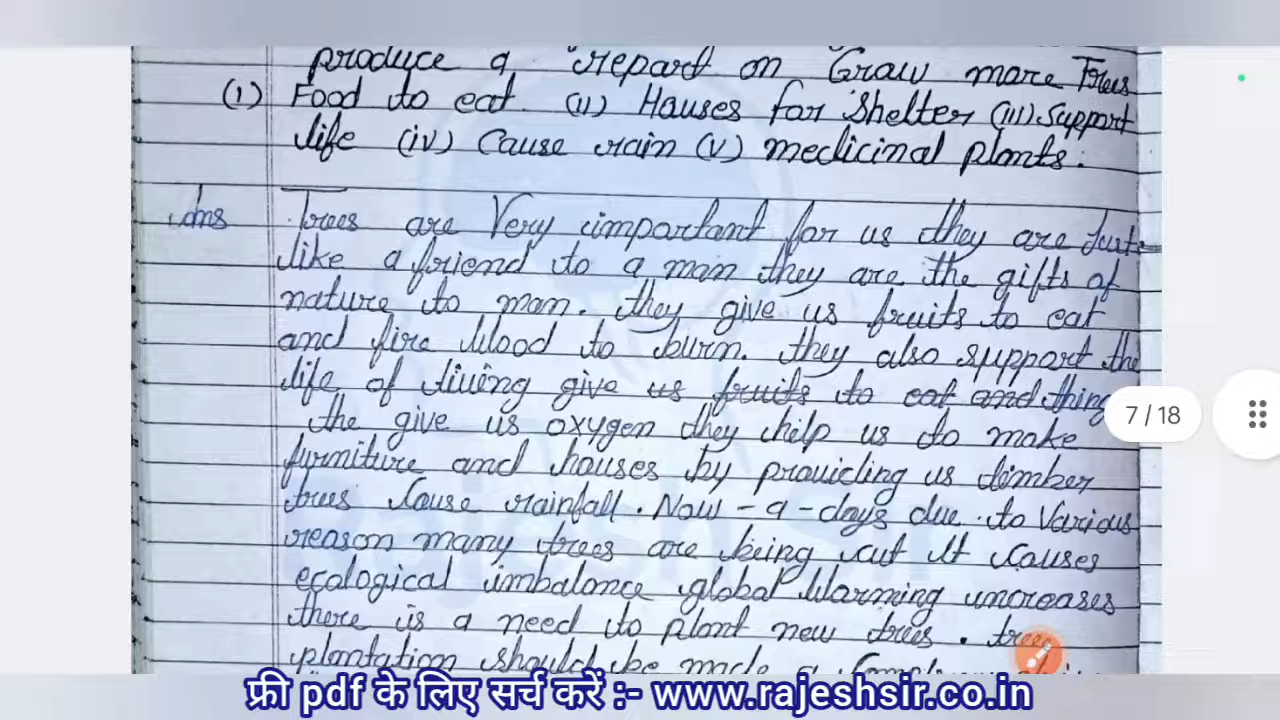 produce a report on Grow more Trees
(i) Food to eat (ii) Houses for Shelter (iii) Support
life (iv) Cause rain (v) medicinal plants.
Ans Trees are Very important for us they are Just
like a friend to a man they are the gifts of
nature to man. they give us fruits to eat
and fire Wood to burn. they also support the
life of living give us fruits to eat and thing
the give us oxygen they help us to make
furniture and houses by providing us timber
trees Cause rainfall. Now-a-days due to Various
reason many trees are being cut It Causes
ecological imbalance global Warming increases
there is a need to plant new trees. tree
plantation should be made a
7/18
फ्री pdf के लिए सर्च करें :- www.rajeshsir.co.in